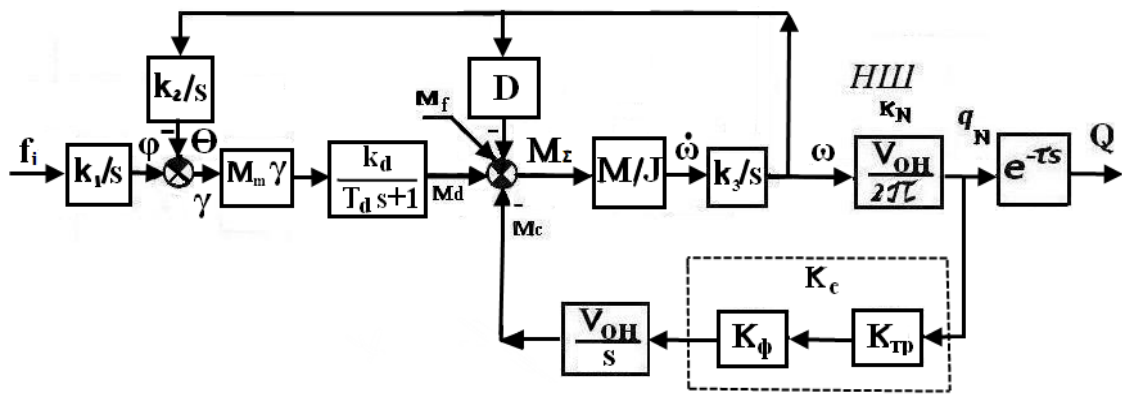 k₂/s
D
НШ
M_f
K_N
q_N
f_i
k₁/s
φ
-
Θ
γ
M_m γ
k_d
T_d s+1
M_d
-
M_Σ
M/J
ω̇
k₃/s
ω
V_OH
2π
e^-τs
Q
-
M_c
K_c
V_OH
s
K_ф
K_тр